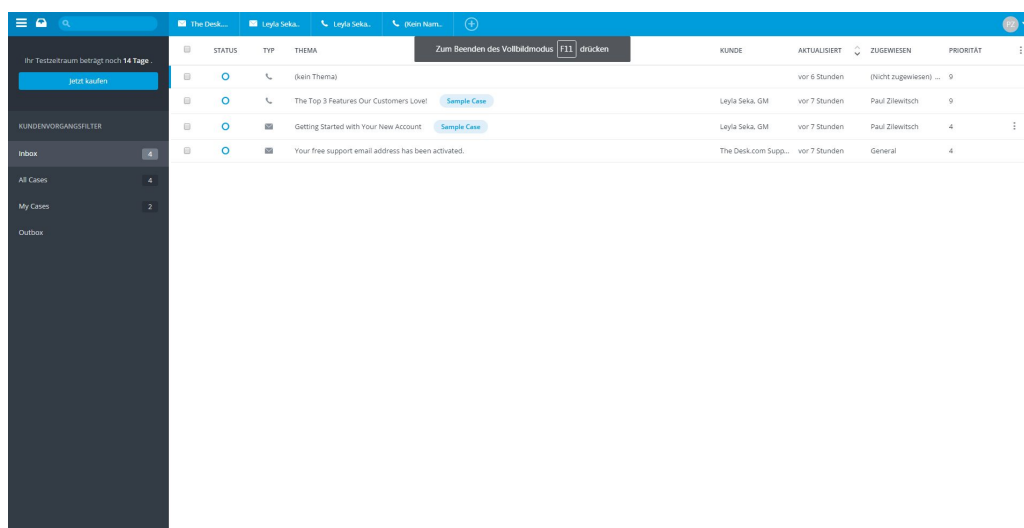 The Desk.... Leyla Seka.. Leyla Seka.. (Kein Nam.. PZ
Zum Beenden des Vollbildmodus F11 drücken
Ihr Testzeitraum beträgt noch 14 Tage .
Jetzt kaufen
KUNDENVORGANGSFILTER
Inbox 4
All Cases 4
My Cases 2
Outbox
STATUS TYP THEMA KUNDE AKTUALISIERT ZUGEWIESEN PRIORITÄT
(kein Thema) vor 6 Stunden (Nicht zugewiesen) ... 9
The Top 3 Features Our Customers Love! Sample Case Leyla Seka, GM vor 7 Stunden Paul Zilewitsch 9
Getting Started with Your New Account Sample Case Leyla Seka, GM vor 7 Stunden Paul Zilewitsch 4
Your free support email address has been activated. The Desk.com Supp... vor 7 Stunden General 4